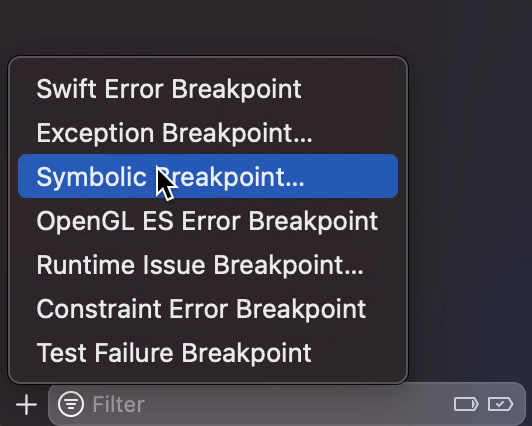 Swift Error Breakpoint
Exception Breakpoint...
Symbolic Breakpoint...
OpenGL ES Error Breakpoint
Runtime Issue Breakpoint...
Constraint Error Breakpoint
Test Failure Breakpoint
Filter